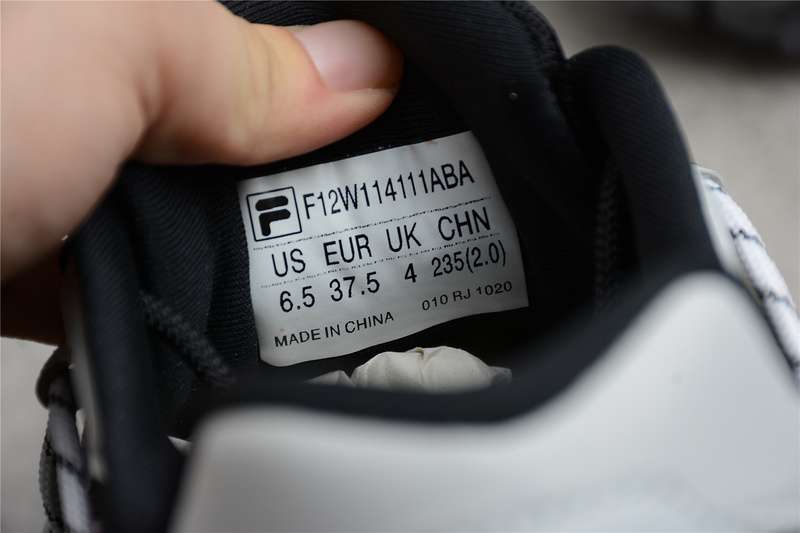 F F12W114111ABA
US EUR UK CHN
6.5 37.5 4 235(2.0)
MADE IN CHINA 010 RJ 1020